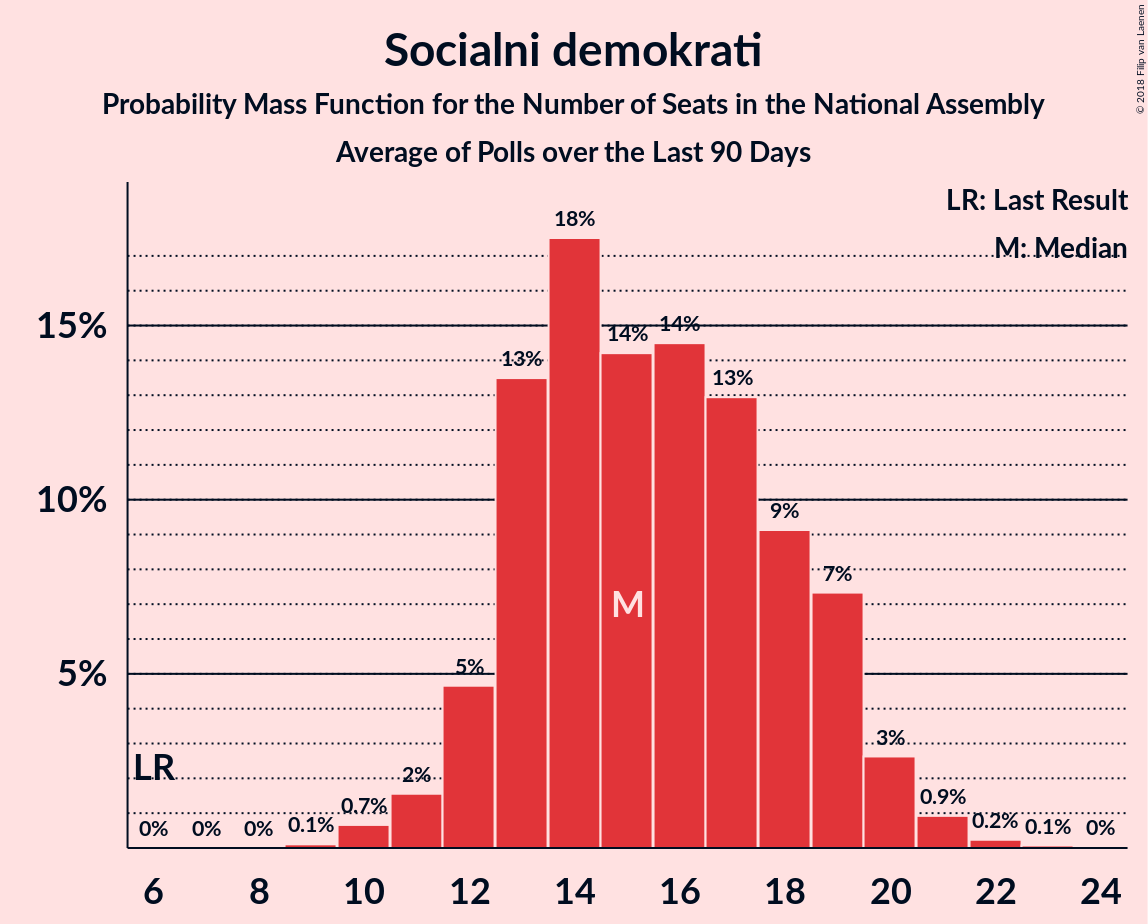 Socialni demokrati
Probability Mass Function for the Number of Seats in the National Assembly
Average of Polls over the Last 90 Days
© 2018 Filip van Laenen
LR: Last Result
M: Median
15%
10%
5%
LR
0%
0%
0%
0.1%
0.7%
2%
5%
13%
18%
14%
14%
13%
9%
7%
3%
0.9%
0.2%
0.1%
0%
M
6 8 10 12 14 16 18 20 22 24